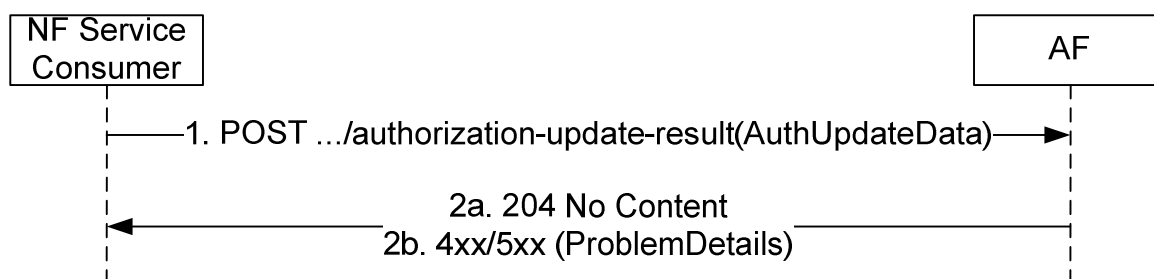 NF Service
Consumer
AF
1. POST .../authorization-update-result(AuthUpdateData)
2a. 204 No Content
2b. 4xx/5xx (ProblemDetails)